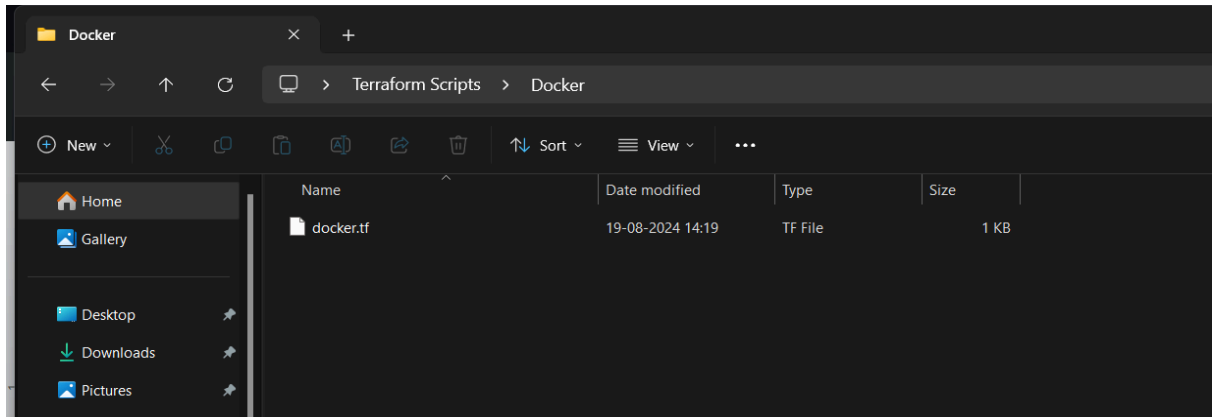 Docker
Terraform Scripts > Docker
New Sort View
Name Date modified Type Size
Home
docker.tf 19-08-2024 14:19 TF File 1 KB
Gallery
Desktop
Downloads
Pictures